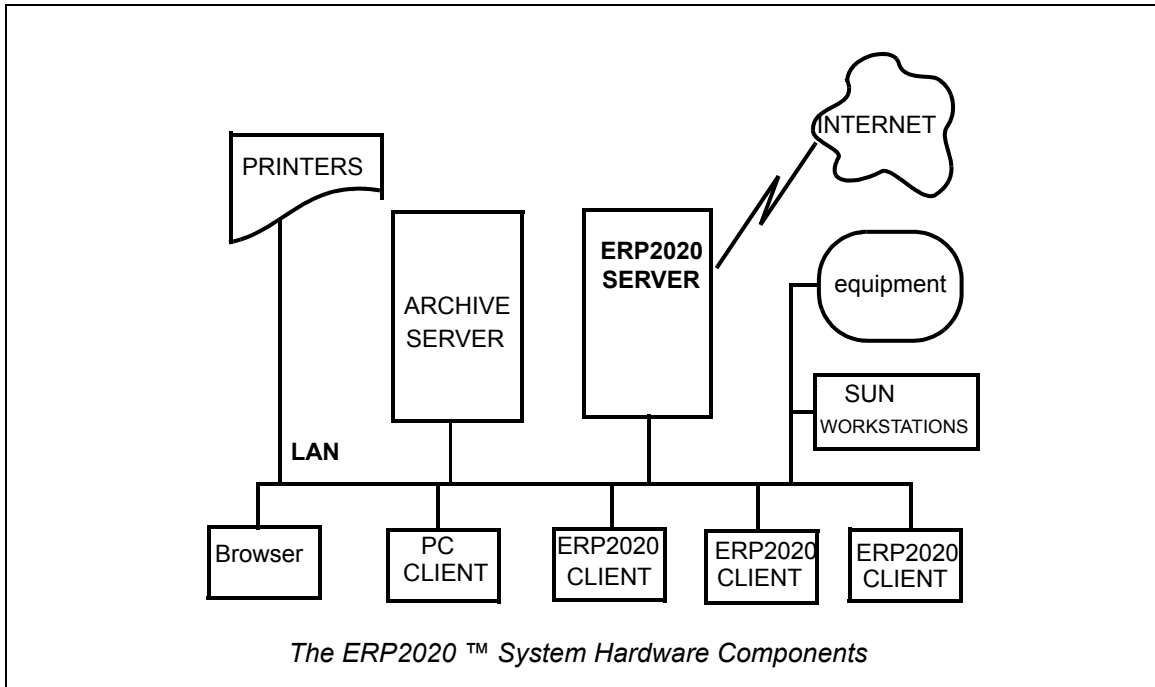 INTERNET
PRINTERS
ERP2020
SERVER
equipment
ARCHIVE
SERVER
SUN
WORKSTATIONS
LAN
Browser
PC
CLIENT
ERP2020
CLIENT
ERP2020
CLIENT
ERP2020
CLIENT
The ERP2020 ™ System Hardware Components